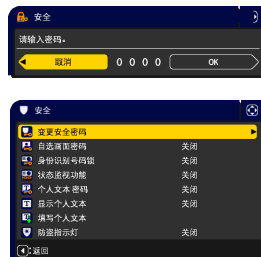 安全
请输入密码。
取消 0 0 0 0 OK
安全
变更安全密码
自选画面密码 关闭
身份识别号码锁 关闭
状态监视功能 关闭
个人文本密码 关闭
显示个人文本 关闭
填写个人文本
防盗指示灯 关闭
:返回